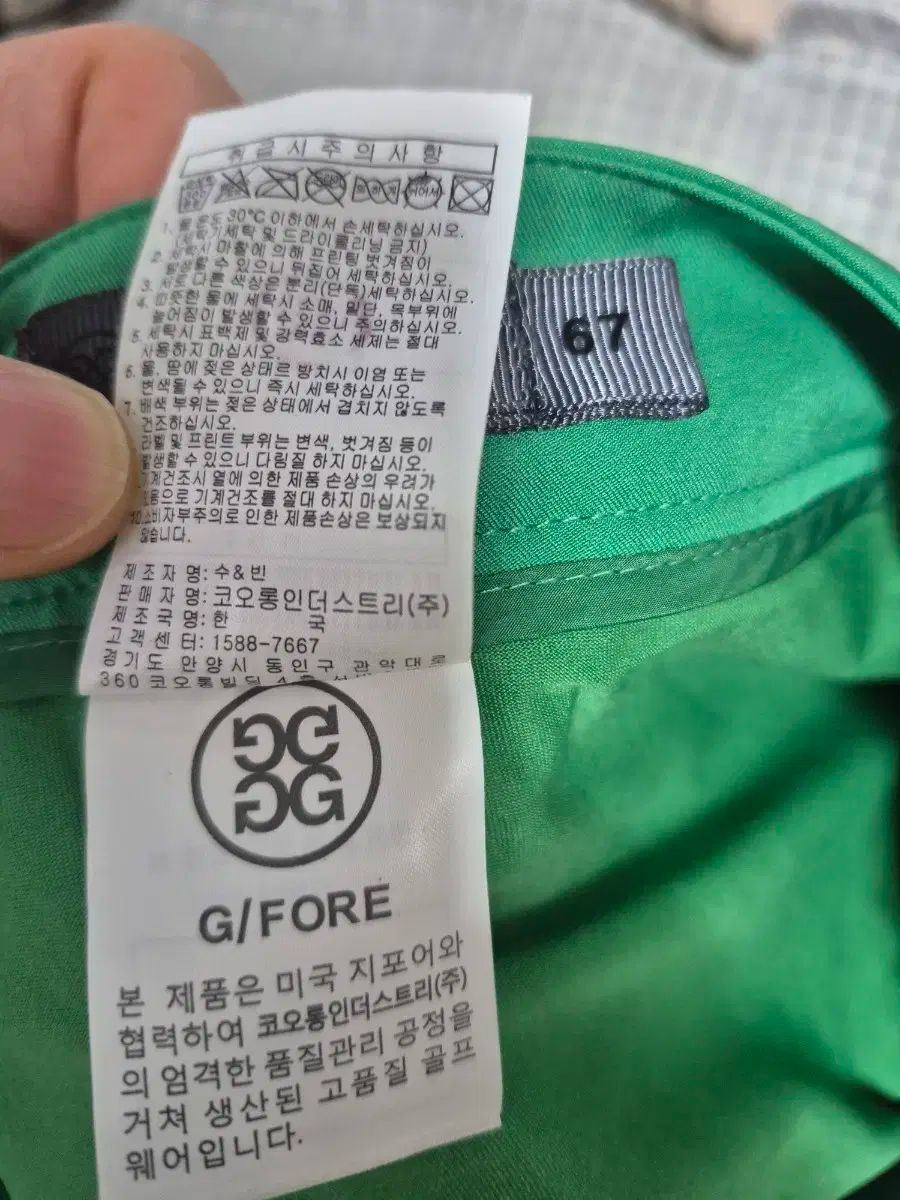 취급시주의사항
1. 물온도 30℃ 이하에서 손세탁하십시오.
(세탁기세탁 및 드라이클리닝 금지)
2. 세탁시 마찰에 의해 프린팅 벗겨짐이
발생할 수 있으니 뒤집어 세탁하십시오.
3. 서로 다른 색상은 분리(단독)세탁하십시오.
4. 따뜻한 물에 세탁시 소매, 밑단, 목부위에
늘어짐이 발생할 수 있으니 주의하십시오.
5. 세탁시 표백제 및 강력효소 세제는 절대
사용하지 마십시오.
6. 물, 땀에 젖은 상태로 방치시 이염 또는
변색될 수 있으니 즉시 세탁하십시오.
7. 배색 부위는 젖은 상태에서 겹치지 않도록
건조하십시오.
라벨 및 프린트 부위는 변색, 벗겨짐 등이
발생할 수 있으니 다림질 하지 마십시오.
기계건조시 열에 의한 제품 손상의 우려가
있음으로 기계건조를 절대 하지 마십시오.
10. 소비자부주의로 인한 제품손상은 보상되지
않습니다.
제조자명: 수&빈
판매자명: 코오롱인더스트리(주)
제조국명: 한 국
고객센터: 1588-7667
경기도 안양시 동안구 관악대로
360 코오롱빌딩
67
G/FORE
본 제품은 미국 지포어와
협력하여 코오롱인더스트리(주)
의 엄격한 품질관리 공정을
거쳐 생산된 고품질 골프
웨어입니다.